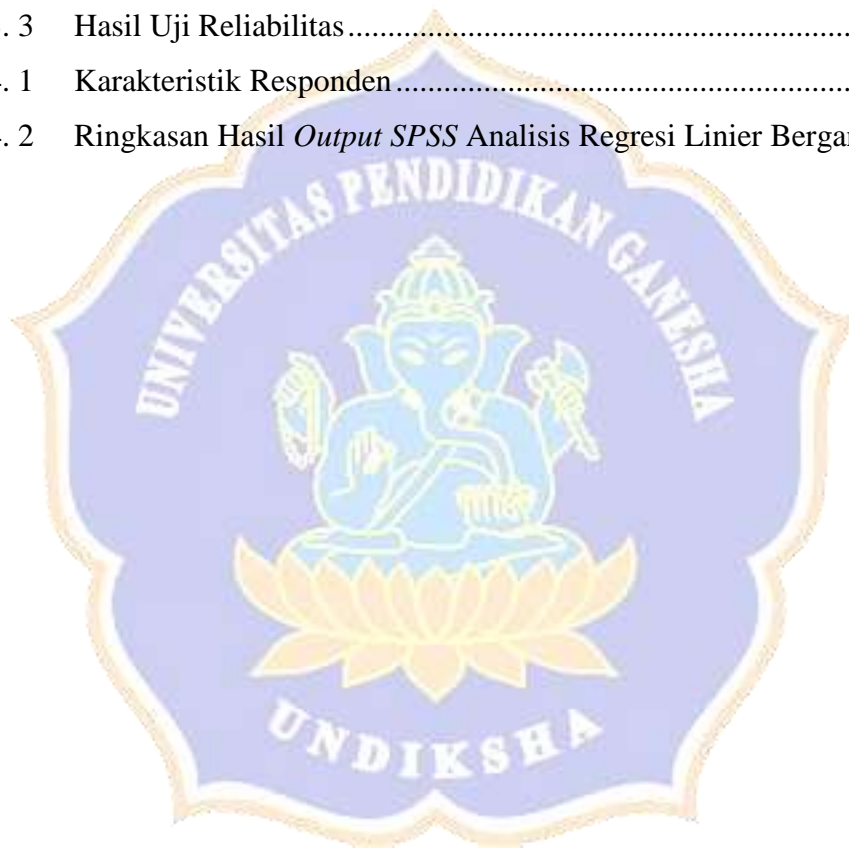 . 3 Hasil Uji Reliabilitas................................................................
. 1 Karakteristik Responden..........................................................
. 2 Ringkasan Hasil Output SPSS Analisis Regresi Linier
UNIVERSITAS PENDIDIKAN GANESHA
UNDIKSHA